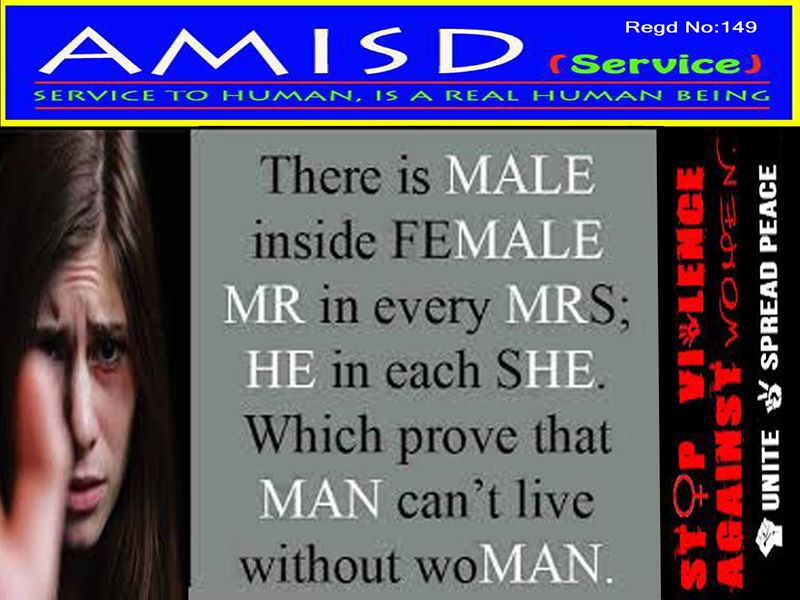 Regd No:149
AMISD
(Service)
SERVICE TO HUMAN, IS A REAL HUMAN BEING
There is MALE
inside FEMALE
MR in every MRS;
HE in each SHE.
Which prove that
MAN can't live
without woMAN.
STOP VIOLENCE
AGAINST WOMEN.
UNITE SPREAD PEACE